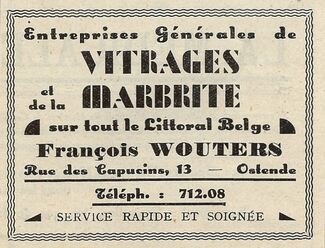 Entreprises Générales de
VITRAGES
et
de la MARBRITE
sur tout le Littoral Belge
François WOUTERS
Rue des Capucins, 13 — Ostende
Téléph. : 712.08
SERVICE RAPIDE ET SOIGNÉE